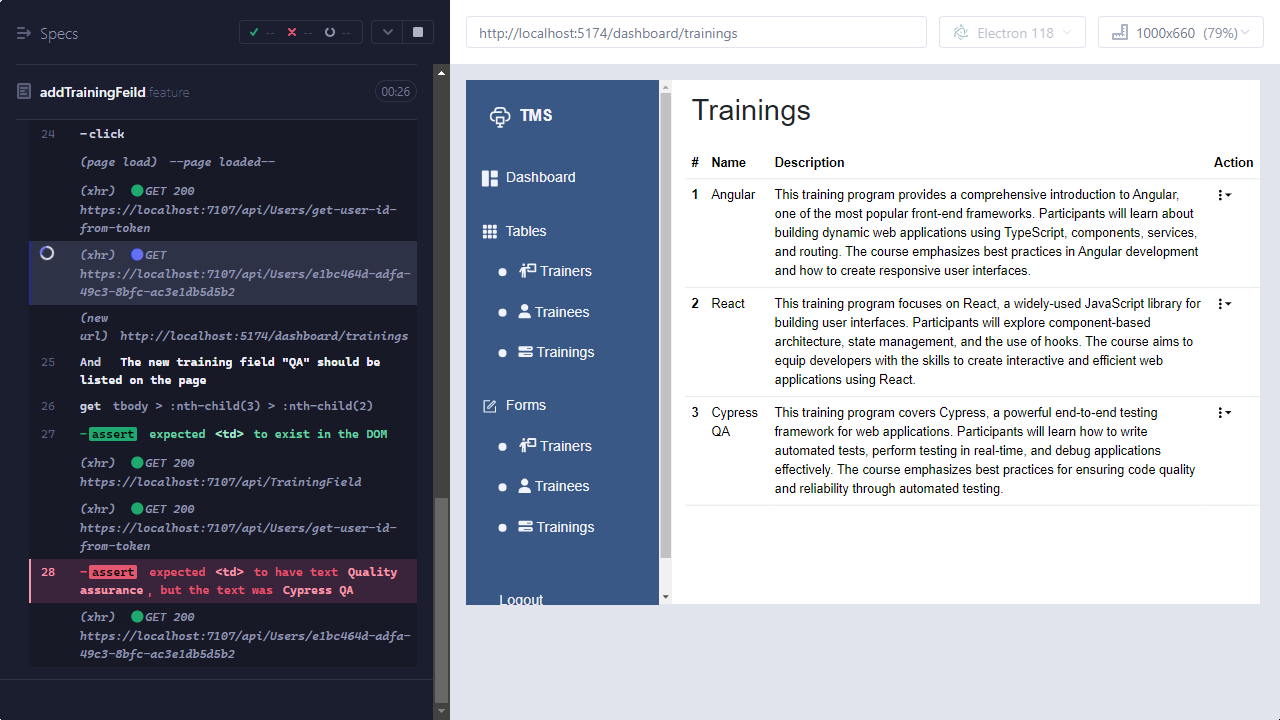 Specs
-- -- --
addTrainingFeild.feature
00:26
24 -click
(page load) --page loaded--
(xhr) GET 200
https://localhost:7107/api/Users/get-user-id-
from-token
(xhr) GET
https://localhost:7107/api/Users/e1bc464d-adfa-
49c3-8bfc-ac3e1db5d5b2
(new
url) http://localhost:5174/dashboard/trainings
25 And The new training field "QA" should be
listed on the page
26 get tbody > :nth-child(3) > :nth-child(2)
27 -assert expected <td> to exist in the DOM
(xhr) GET 200
https://localhost:7107/api/TrainingField
(xhr) GET 200
https://localhost:7107/api/Users/get-user-id-
from-token
28 -assert expected <td> to have text Quality
assurance, but the text was Cypress QA
(xhr) GET 200
https://localhost:7107/api/Users/e1bc464d-adfa-
49c3-8bfc-ac3e1db5d5b2
http://localhost:5174/dashboard/trainings
Electron 118
1000x660 (79%)
TMS
Dashboard
Tables
Trainers
Trainees
Trainings
Forms
Trainers
Trainees
Trainings
Logout
Trainings
# Name Description Action
1 Angular This training program provides a comprehensive introduction to Angular,
one of the most popular front-end frameworks. Participants will learn about
building dynamic web applications using TypeScript, components, services,
and routing. The course emphasizes best practices in Angular development
and how to create responsive user interfaces.
2 React This training program focuses on React, a widely-used JavaScript library for
building user interfaces. Participants will explore component-based
architecture, state management, and the use of hooks. The course aims to
equip developers with the skills to create interactive and efficient web
applications using React.
3 Cypress This training program covers Cypress, a powerful end-to-end testing
QA framework for web applications. Participants will learn how to write
automated tests, perform testing in real-time, and debug applications
effectively. The course emphasizes best practices for ensuring code quality
and reliability through automated testing.